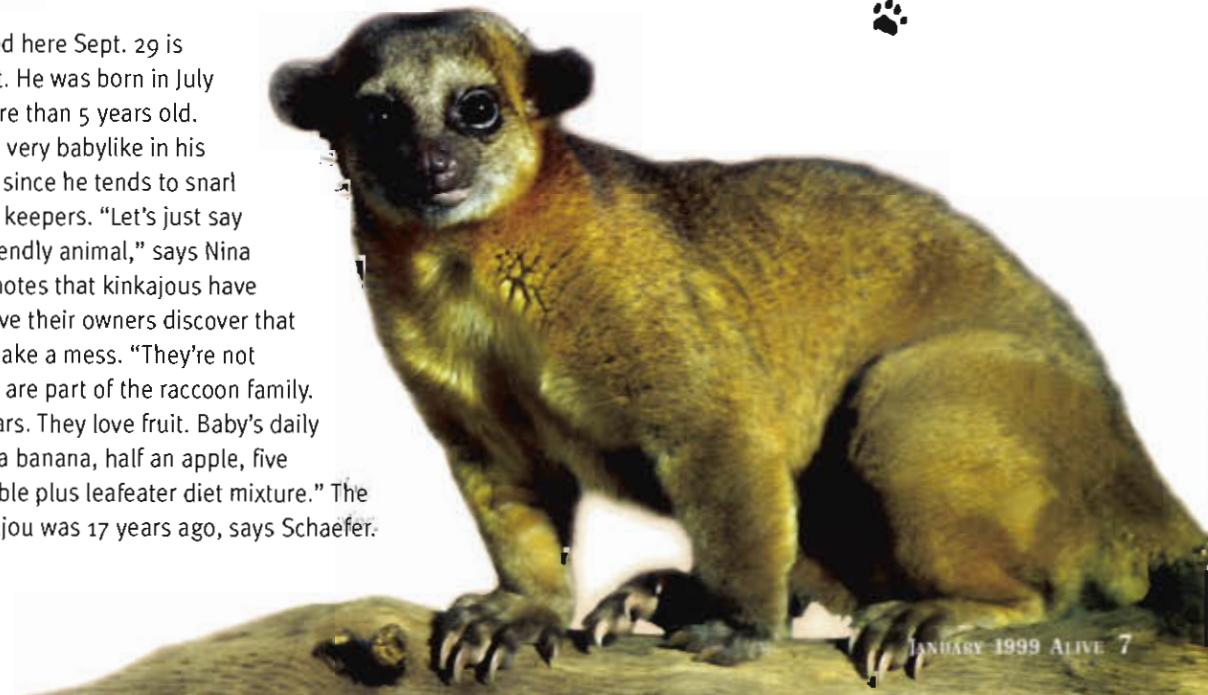 d here Sept. 29 is
t. He was born in July
re than 5 years old.
very babylike in his
since he tends to snarl
keepers. “Let’s just say
endly animal,” says Nina
notes that kinkajous have
ve their owners discover that
ake a mess. “They’re not
are part of the raccoon family.
ars. They love fruit. Baby’s daily
a banana, half an apple, five
ble plus leafeater diet mixture.” The
jou was 17 years ago, says Schaefer.
JANUARY 1999 ALIVE 7